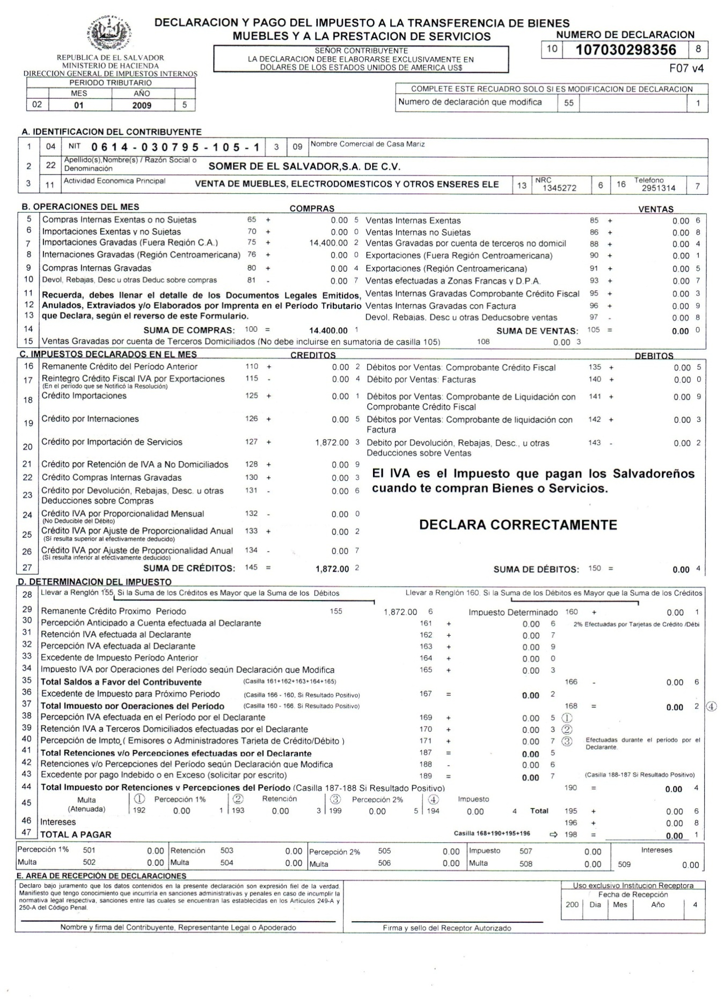 DECLARACION Y PAGO DEL IMPUESTO A LA TRANSFERENCIA DE BIENES
MUEBLES Y A LA PRESTACION DE SERVICIOS
NUMERO DE DECLARACION
10 107030298356 8
F07 v4
SEÑOR CONTRIBUYENTE
LA DECLARACION DEBE ELABORARSE EXCLUSIVAMENTE EN
DOLARES DE LOS ESTADOS UNIDOS DE AMERICA US$
REPUBLICA DE EL SALVADOR
MINISTERIO DE HACIENDA
DIRECCION GENERAL DE IMPUESTOS INTERNOS
PERIODO TRIBUTARIO
MES AÑO
02 01 2009 5
COMPLETE ESTE RECUADRO SOLO SI ES MODIFICACION DE DECLARACION
Numero de declaración que modifica 55 1
A. IDENTIFICACION DEL CONTRIBUYENTE
1 04 NIT 0614-030795-105-1 3 09 Nombre Comercial de Casa Mariz
2 22 Apellido(s),Nombre(s) / Razón Social o
Denominación SOMER DE EL SALVADOR,S.A. DE C.V.
3 11 Actividad Economica Principal VENTA DE MUEBLES, ELECTRODOMESTICOS Y OTROS ENSERES ELE 13 NRC 1345272 6 16 Telefono 2951314 7
B. OPERACIONES DEL MES COMPRAS VENTAS
5 Compras Internas Exentas o no Sujetas 65 + 0.00 5 Ventas Internas Exentas 85 + 0.00 6
6 Importaciones Exentas y no Sujetas 70 + 0.00 0 Ventas Internas no Sujetas 86 + 0.00 8
7 Importaciones Gravadas (Fuera Región C.A.) 75 + 14,400.00 2 Ventas Gravadas por cuenta de terceros no domicil 88 + 0.00 4
8 Internaciones Gravadas (Región Centroamericana) 76 + 0.00 0 Exportaciones (Fuera Región Centroamericana) 90 + 0.00 1
9 Compras Internas Gravadas 80 + 0.00 4 Exportaciones (Región Centroamericana) 91 + 0.00 5
10 Devol, Rebajas, Desc u otras Deduc sobre compras 81 - 0.00 7 Ventas efectuadas a Zonas Francas y D.P.A. 93 + 0.00 7
11 Recuerda, debes llenar el detalle de los Documentos Legales Emitidos, Ventas Internas Gravadas Comprobante Crédito Fiscal 95 + 0.00 3
12 Anulados, Extraviados y/o Elaborados por Imprenta en el Período Tributario Ventas Internas Gravadas con Factura 96 + 0.00 9
13 que Declara, según el reverso de este Formulario. Devol, Rebajas, Desc u otras Deducsobre ventas 97 - 0.00 8
14 SUMA DE COMPRAS: 100 = 14.400.00 1 SUMA DE VENTAS: 105 = 0.00 0
15 Ventas Gravadas por cuenta de Terceros Domiciliados (No debe incluirse en sumatoria de casilla 105) 108 0.00 3
C. IMPUESTOS DECLARADOS EN EL MES CREDITOS DEBITOS
16 Remanente Crédito del Período Anterior 110 + 0.00 2 Débitos por Ventas: Comprobante Crédito Fiscal 135 + 0.00 5
17 Reintegro Crédito Fiscal IVA por Exportaciones 115 - 0.00 4 Débito por Ventas: Facturas 140 + 0.00 0
(En el periodo que se Notificó la Resolución)
18 Crédito Importaciones 125 + 0.00 1 Débitos por Ventas: Comprobante de Liquidación con 141 + 0.00 9
Comprobante Crédito Fiscal
19 Crédito por Internaciones 126 + 0.00 5 Débitos por Ventas: Comprobante de liquidación con 142 + 0.00 3
Factura
20 Crédito por Importación de Servicios 127 + 1,872.00 3 Debito por Devolución, Rebajas, Desc., u otras 143 - 0.00 2
Deducciones sobre Ventas
21 Crédito por Retención de IVA a No Domiciliados 128 + 0.00 9
22 Crédito Compras Internas Gravadas 130 + 0.00 3
El IVA es el Impuesto que pagan los Salvadoreños
cuando te compran Bienes o Servicios.
23 Crédito por Devolución, Rebajas, Desc. u otras 131 - 0.00 6
Deducciones sobre Compras
24 Crédito IVA por Proporcionalidad Mensual 132 - 0.00 0
(No Deducible del Débito)
DECLARA CORRECTAMENTE
25 Crédito IVA por Ajuste de Proporcionalidad Anual 133 + 0.00 2
(Si resulta superior al efectivamente deducido)
26 Crédito IVA por Ajuste de Proporcionalidad Anual 134 - 0.00 7
(Si resulta inferior al efectivamente deducido)
27 SUMA DE CRÉDITOS: 145 = 1,872.00 2 SUMA DE DÉBITOS: 150 = 0.00 4
D. DETERMINACION DEL IMPUESTO
28 Llevar a Renglón 155, Si la Suma de los Créditos es Mayor que la Suma de los Débitos Llevar a Renglón 160. Si la Suma de los Débitos es Mayor que la Suma de los Créditos
29 Remanente Crédito Proximo Periodo 155 1,872.00 6 Impuesto Determinado 160 + 0.00 1
30 Percepción Anticipado a Cuenta efectuada al Declarante 161 + 0.00 6 2% Efectuadas por Tarjetas de Crédito /Débi
31 Retención IVA efectuada al Declarante 162 + 0.00 7
32 Percepción IVA efectuada al Declarante 163 + 0.00 9
33 Excedente de Impuesto Período Anterior 164 + 0.00 0
34 Impuesto IVA por Operaciones del Período según Declaración que Modifica 165 + 0.00 3
35 Total Saldos a Favor del Contribuyente (Casilla 161+162+163+164+165) 166 - 0.00 6
36 Excedente de Impuesto para Próximo Periodo (Casilla 166 - 160, Si Resultado Positivo) 167 = 0.00 2
37 Total Impuesto por Operaciones del Período (Casilla 160 - 166. Si Resultado Positivo) 168 = 0.00 2 ④
38 Percepción IVA efectuada en el Período por el Declarante 169 + 0.00 5 ①
39 Retención IVA a Terceros Domiciliados efectuadas por el Declarante 170 + 0.00 3 ②
40 Percepción de Impto.( Emisores o Administradores Tarjeta de Crédito/Débito ) 171 + 0.00 7 ③ Efectuadas durante el período por el
Declarante.
41 Total Retenciones y/o Percepciones efectuadas por el Declarante 187 = 0.00 5
42 Retenciones y/o Percepciones del Período según Declaración que Modifica 188 - 0.00 6
43 Excedente por pago Indebido o en Exceso (solicitar por escrito) 189 = 0.00 7 (Casilla 188-187 Si Resultado Positivo)
44 Total Impuesto por Retenciones y Percepciones del Período (Casilla 187-188 Si Resultado Positivo) 190 = 0.00 4
45 Multa ① Percepción 1% ② Retención ③ Percepción 2% ④ Impuesto
(Atenuada) 192 0.00 1 193 0.00 3 199 0.00 5 194 0.00 4 Total 195 + 0.00 6
46 Intereses 196 + 0.00 8
47 TOTAL A PAGAR Casilla 168+190+195+196 ⇨ 198 = 0.00 1
Percepción 1% 501 0.00 Retención 503 0.00 Percepción 2% 505 0.00 Impuesto 507 0.00 Intereses
Multa 502 0.00 Multa 504 0.00 Multa 506 0.00 Multa 508 0.00 509 0.00
E. AREA DE RECEPCIÓN DE DECLARACIONES
Declaro bajo juramento que los datos contenidos en la presente declaración son expresión fiel de la verdad.
Manifiesto que tengo conocimiento que incurriría en sanciones administrativas y penales en caso de incumplir la
normativa legal respectiva, sanciones entre las cuales se encuentran las establecidas en los Articulos 249-A y
250-A del Código Penal.
Nombre y firma del Contribuyente, Representante Legal o Apoderado
Firma y sello del Receptor Autorizado
Uso exclusivo Institucion Receptora
Fecha de Recepción
200 Dia Mes Año 4